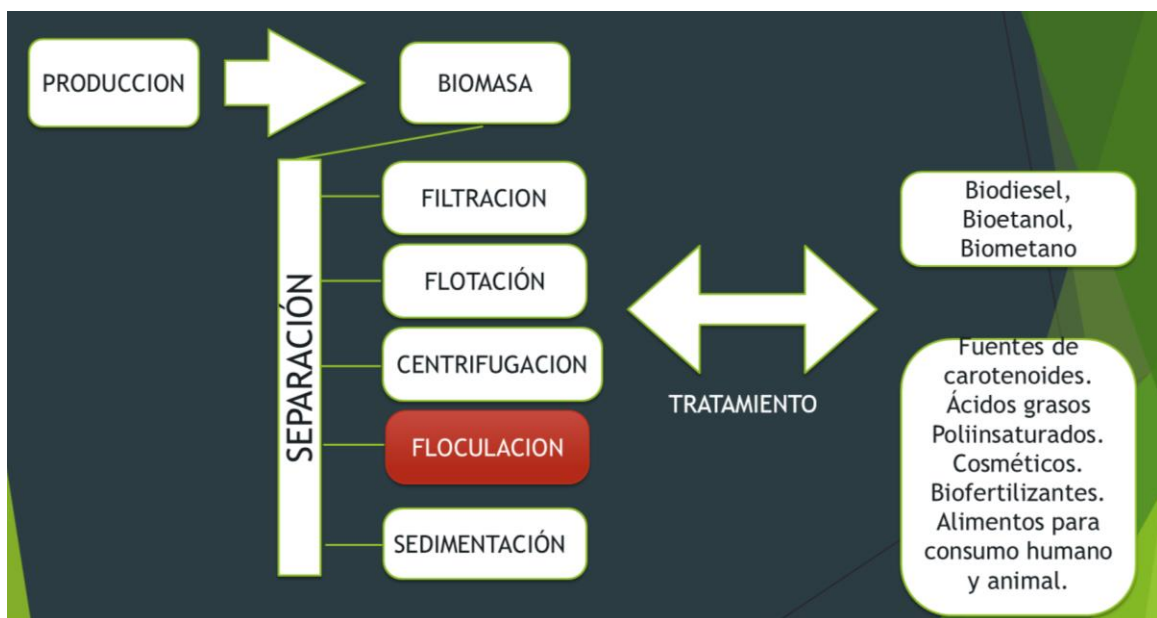 PRODUCCION
BIOMASA
SEPARACIÓN
FILTRACION
FLOTACIÓN
CENTRIFUGACION
FLOCULACION
SEDIMENTACIÓN
TRATAMIENTO
Biodiesel,
Bioetanol,
Biometano
Fuentes de
carotenoides.
Ácidos grasos
Poliinsaturados.
Cosméticos.
Biofertilizantes.
Alimentos para
consumo humano
y animal.